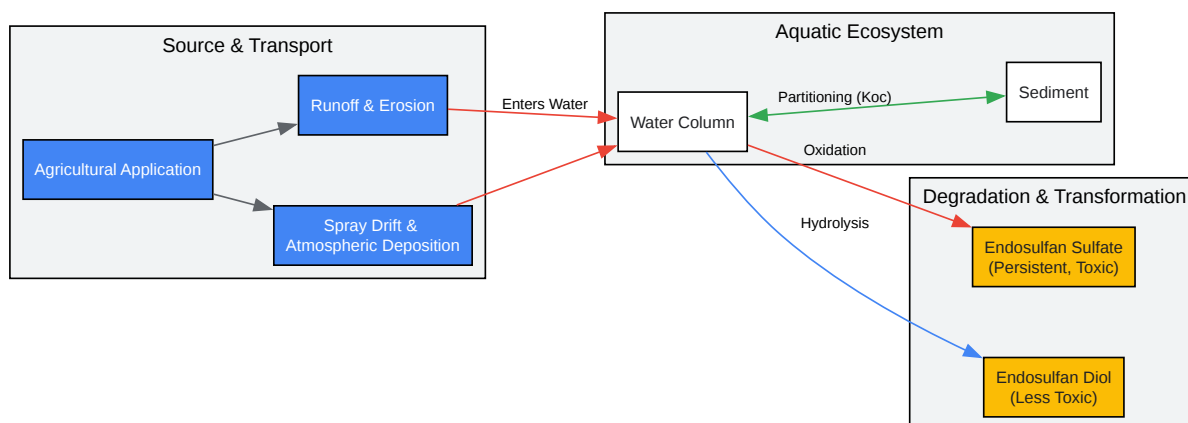 Source & Transport
Runoff & Erosion
Agricultural Application
Spray Drift &
Atmospheric Deposition
Enters Water
Aquatic Ecosystem
Water Column
Partitioning (Koc)
Sediment
Oxidation
Hydrolysis
Degradation & Transformation
Endosulfan Sulfate
(Persistent, Toxic)
Endosulfan Diol
(Less Toxic)